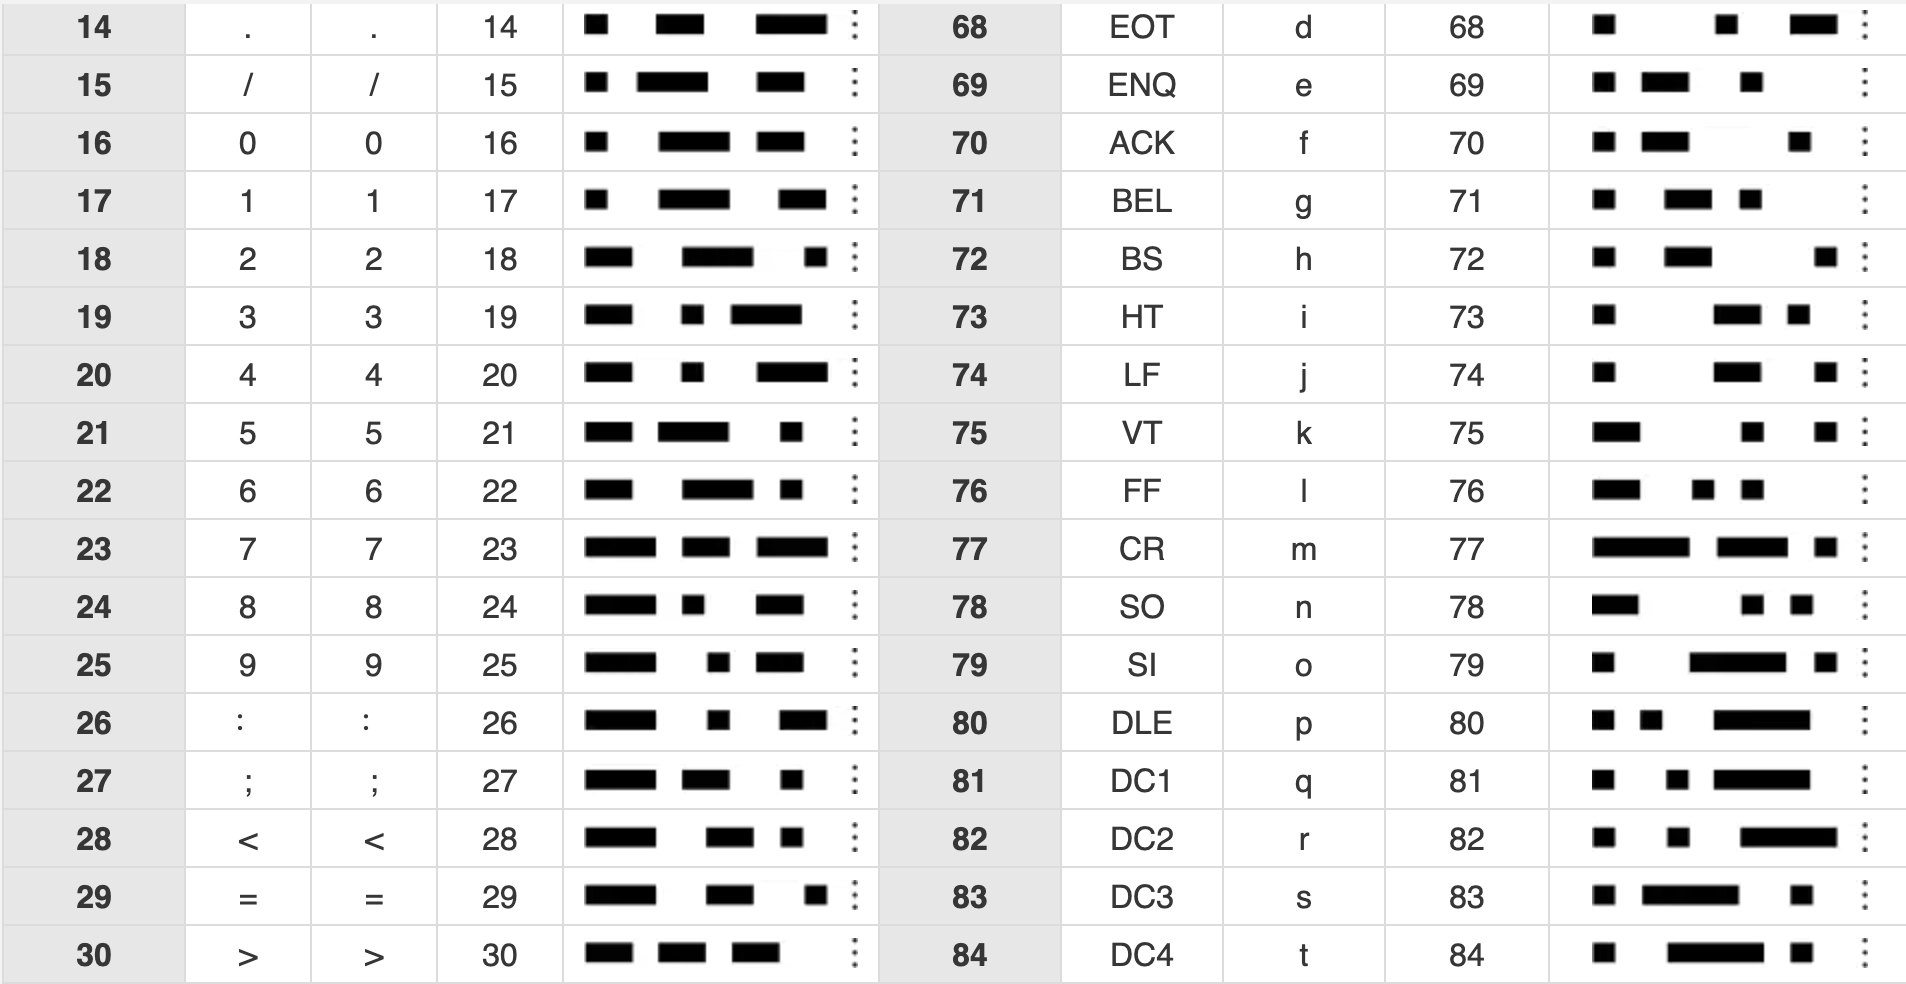 14 . . 14 68 EOT d 68
15 / / 15 69 ENQ e 69
16 0 0 16 70 ACK f 70
17 1 1 17 71 BEL g 71
18 2 2 18 72 BS h 72
19 3 3 19 73 HT i 73
20 4 4 20 74 LF j 74
21 5 5 21 75 VT k 75
22 6 6 22 76 FF l 76
23 7 7 23 77 CR m 77
24 8 8 24 78 SO n 78
25 9 9 25 79 SI o 79
26 : : 26 80 DLE p 80
27 ; ; 27 81 DC1 q 81
28 < < 28 82 DC2 r 82
29 = = 29 83 DC3 s 83
30 > > 30 84 DC4 t 84